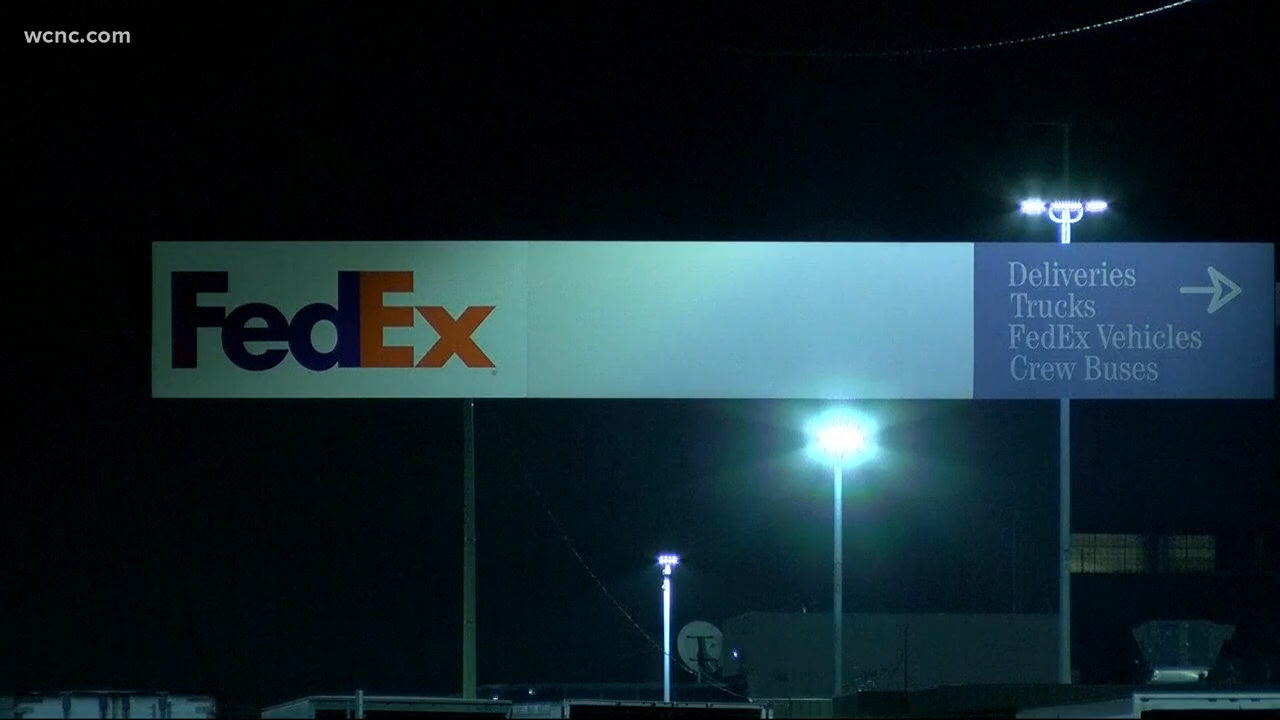 wcnc.com
FedEx
Deliveries
Trucks
FedEx Vehicles
Crew Buses